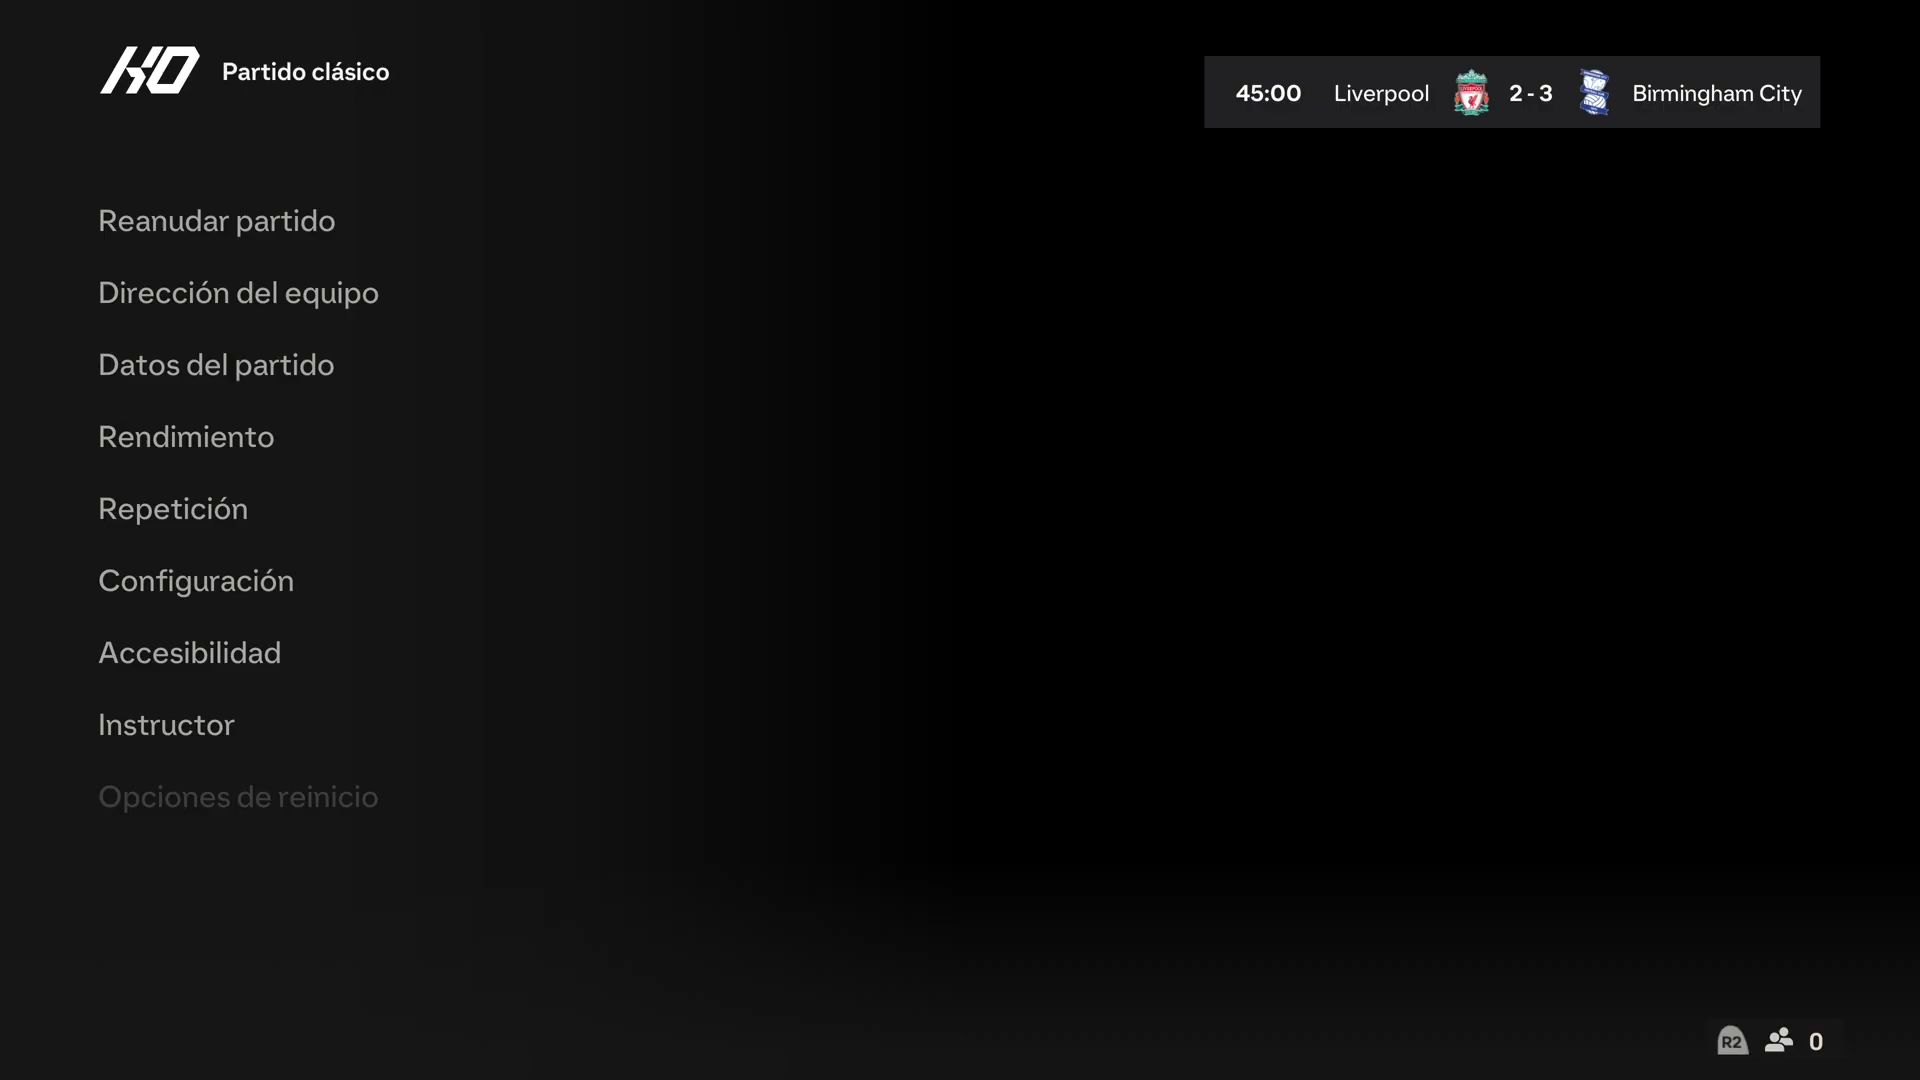 KO Partido clásico
45:00 Liverpool 2 - 3 Birmingham City
Reanudar partido
Dirección del equipo
Datos del partido
Rendimiento
Repetición
Configuración
Accesibilidad
Instructor
Opciones de reinicio
R2 0